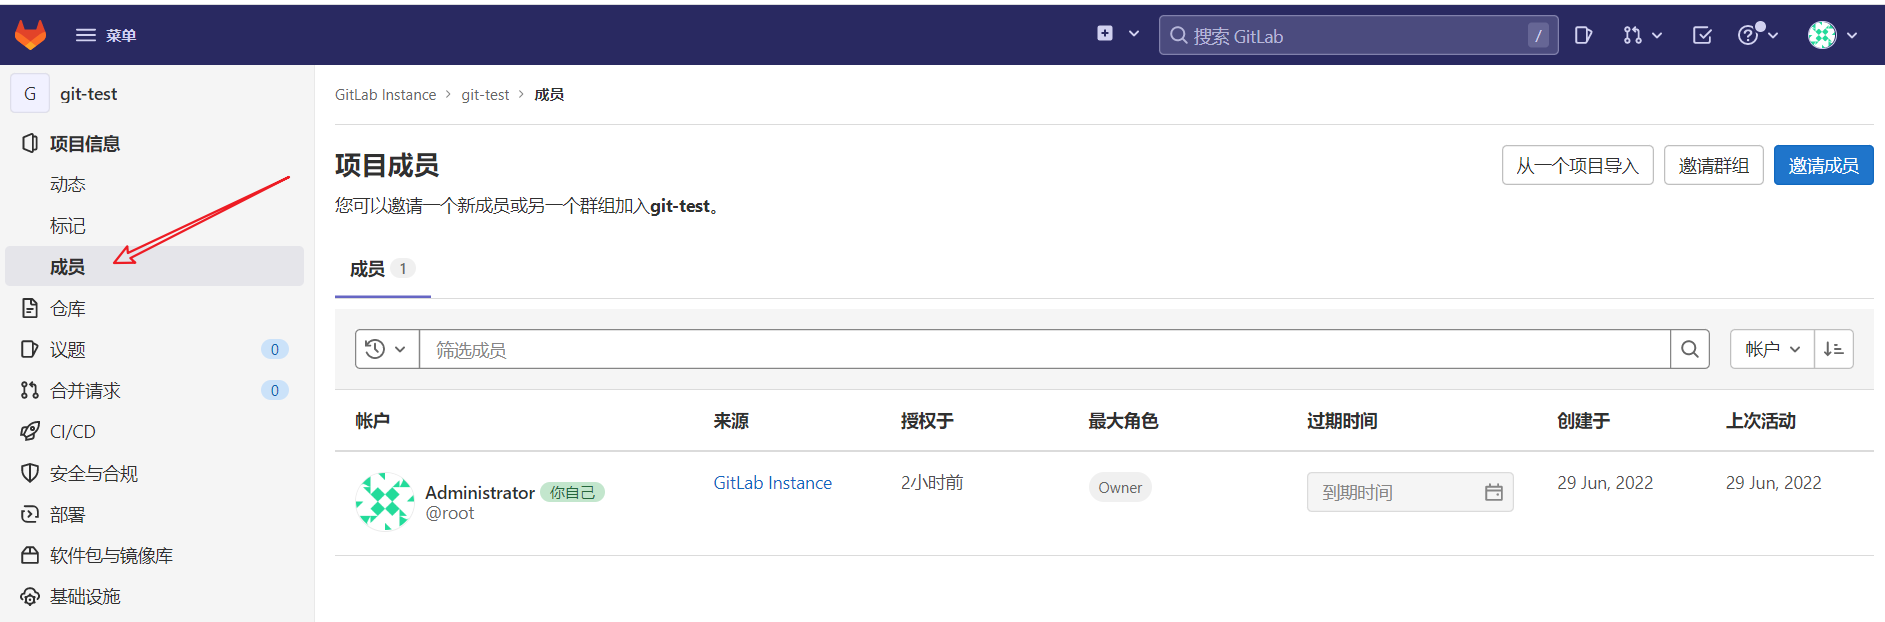 菜单
搜索 GitLab /
G git-test
项目信息
动态
标记
成员
仓库
议题 0
合并请求 0
CI/CD
安全与合规
部署
软件包与镜像库
基础设施
GitLab Instance > git-test > 成员
项目成员
从一个项目导入 邀请群组 邀请成员
您可以邀请一个新成员或另一个群组加入git-test。
成员 1
筛选成员 帐户
帐户 来源 授权于 最大角色 过期时间 创建于 上次活动
Administrator 你自己 GitLab Instance 2小时前 Owner 到期时间 29 Jun, 2022 29 Jun, 2022
@root